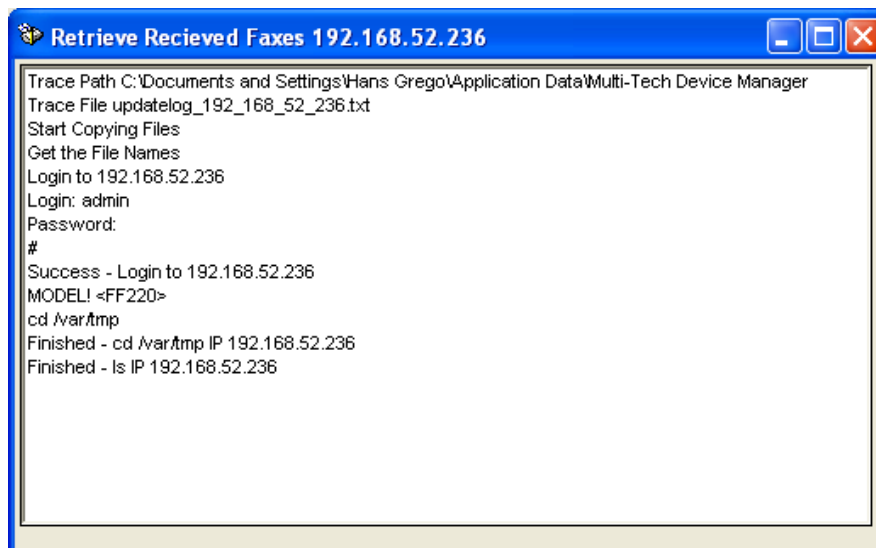 Retrieve Recieved Faxes 192.168.52.236
Trace Path C:\Documents and Settings\Hans Grego\Application Data\Multi-Tech Device Manager
Trace File updatelog_192_168_52_236.txt
Start Copying Files
Get the File Names
Login to 192.168.52.236
Login: admin
Password:
#
Success - Login to 192.168.52.236
MODEL! <FF220>
cd /var/tmp
Finished - cd /var/tmp IP 192.168.52.236
Finished - ls IP 192.168.52.236